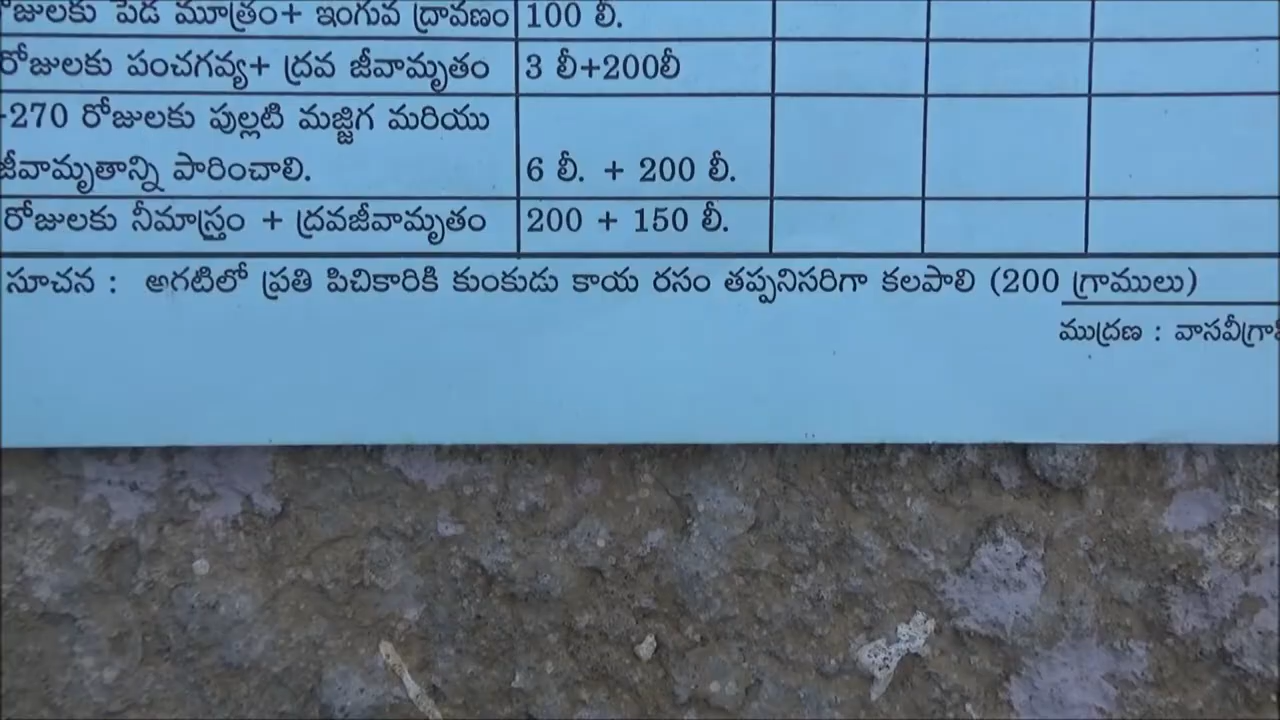 రోజులకు పేడ మూత్రం+ ఇంగువ ద్రావణం 100 లీ.
రోజులకు పంచగవ్య+ ద్రవ జీవామృతం 3 లీ+200లీ
-270 రోజులకు పుల్లటి మజ్జిగ మరియు
జీవామృతాన్ని పారించాలి. 6 లీ. + 200 లీ.
రోజులకు నీమాస్త్రం + ద్రవజీవామృతం 200 + 150 లీ.
సూచన : అగటిలో ప్రతి పిచికారికి కుంకుడు కాయ రసం తప్పనిసరిగా కలపాలి (200 గ్రాములు)
ముద్రణ :